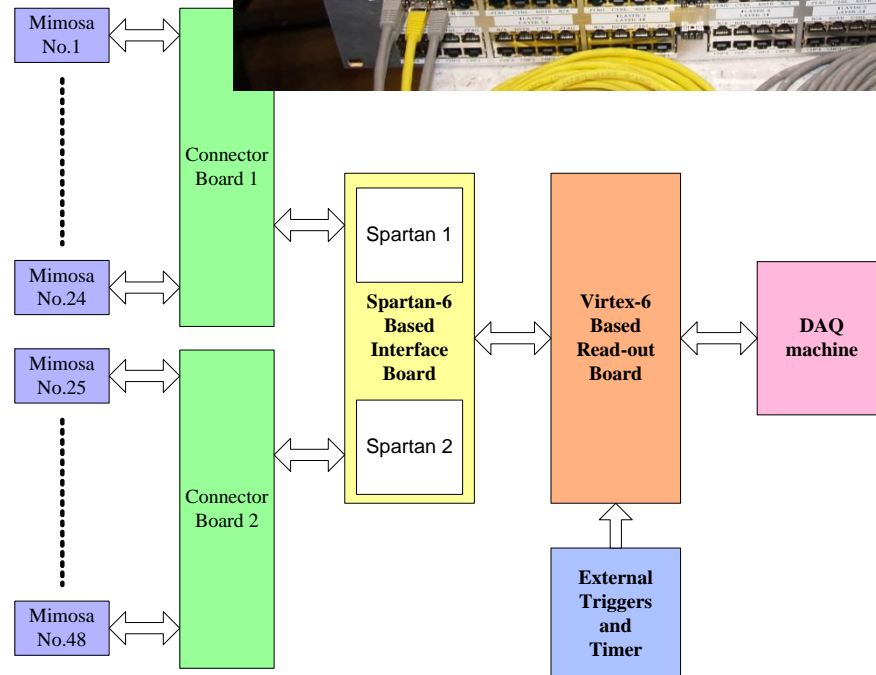 Mimosa
No.1
Mimosa
No.24
Mimosa
No.25
Mimosa
No.48
Connector
Board 1
Connector
Board 2
Spartan 1
Spartan-6
Based
Interface
Board
Spartan 2
Virtex-6
Based
Read-out
Board
DAQ
machine
External
Triggers
and
Timer